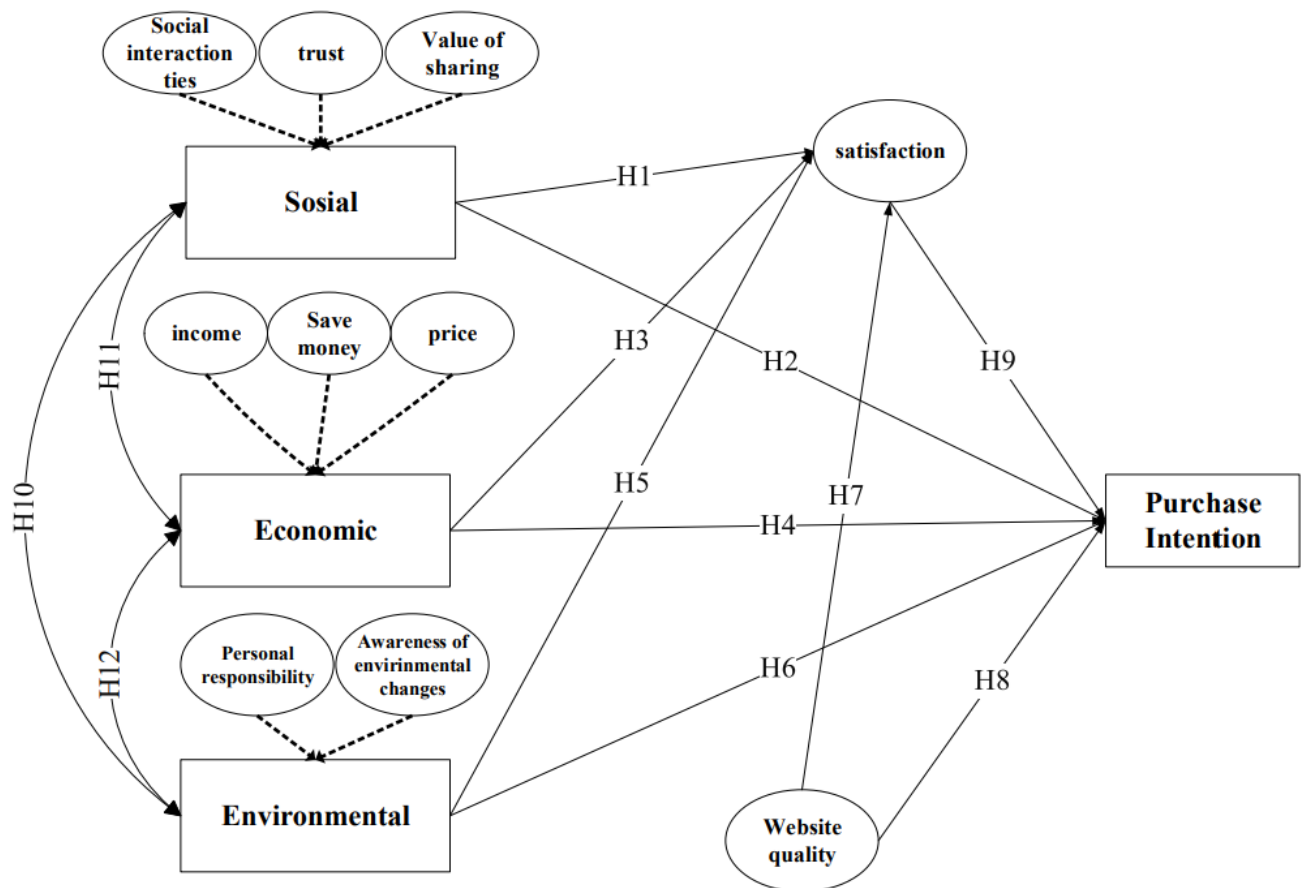 Social
interaction
ties
trust
Value of
sharing
satisfaction
Sosial
H1
income
Save
money
price
H11
H3
H2
H9
H10
H5
H7
Economic
H4
Purchase
Intention
H12
Personal
responsibility
Awareness of
envirinmental
changes
H6
H8
Environmental
Website
quality